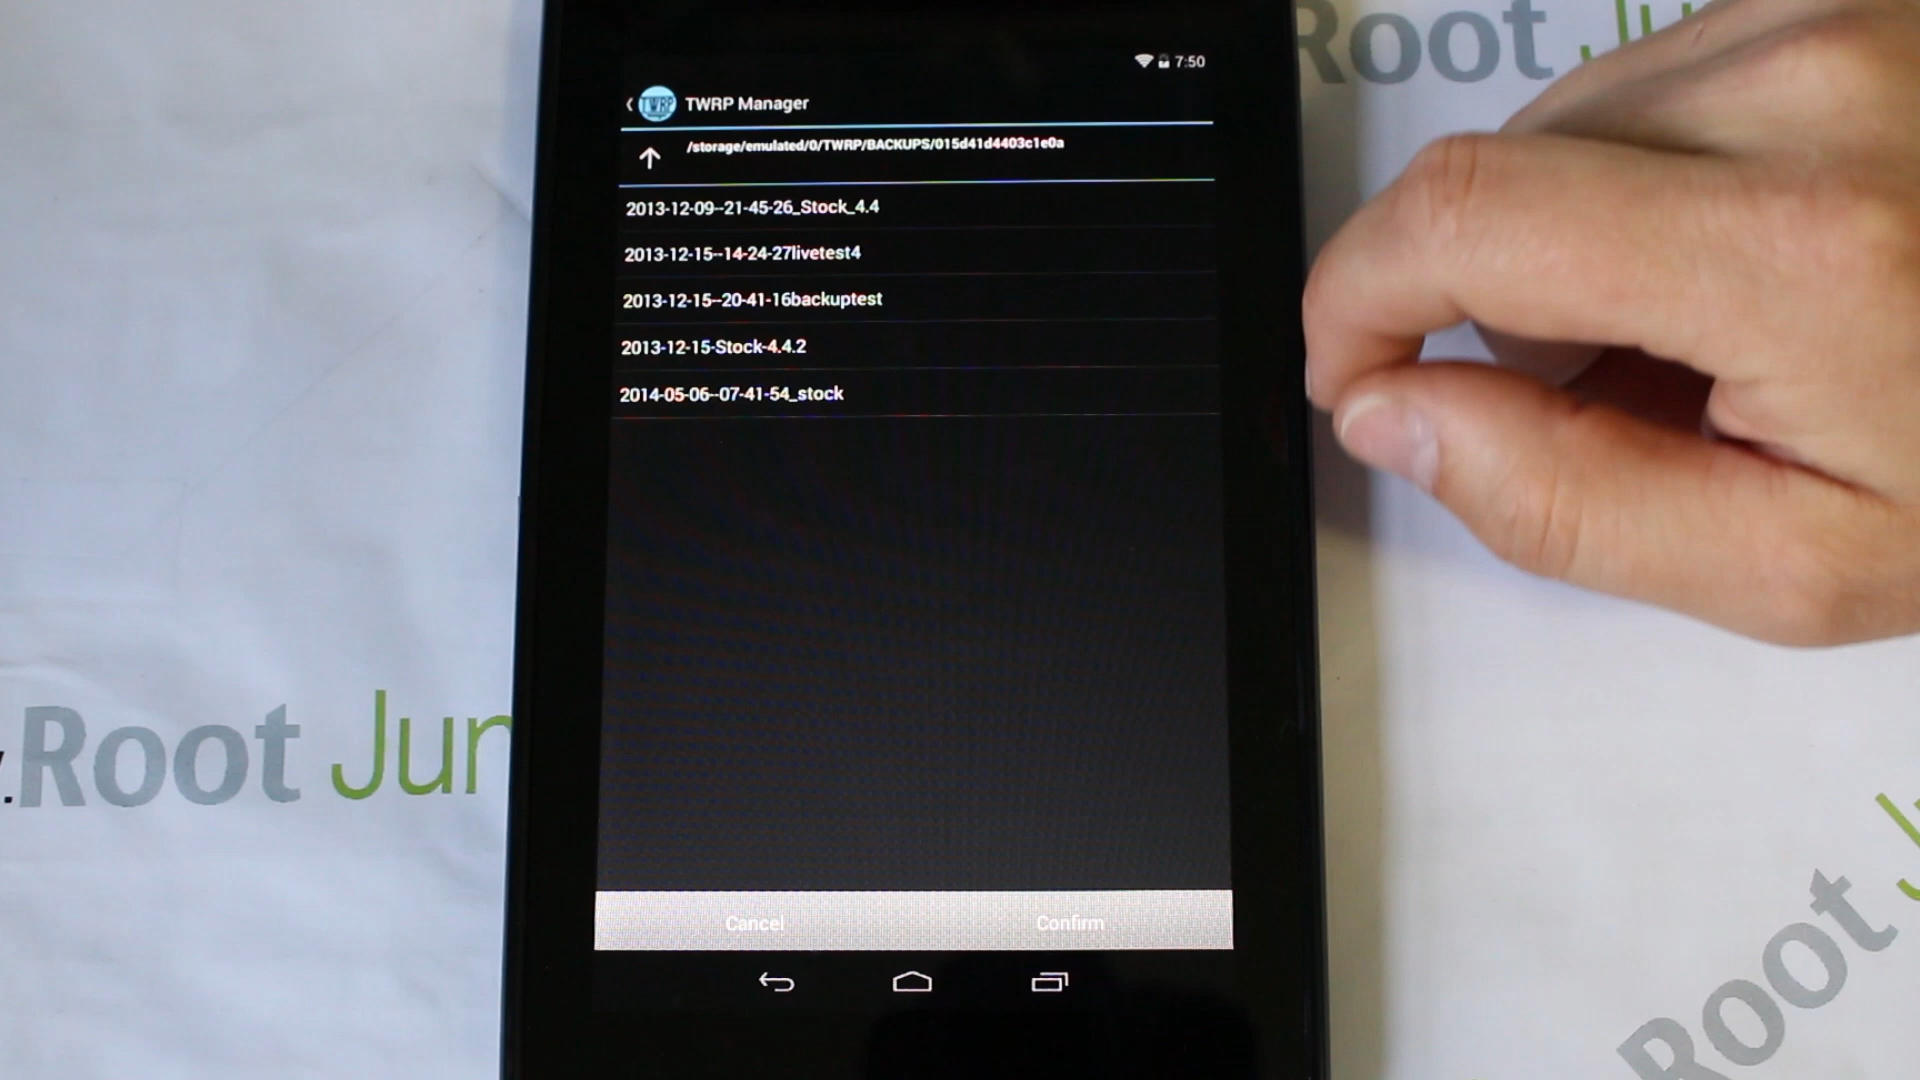 Root Ju
7:50
TWRP
TWRP Manager
/storage/emulated/0/TWRP/BACKUPS/015d41d4403c1e0a
2013-12-09--21-45-26_Stock_4.4
2013-12-15--14-24-27livetest4
2013-12-15--20-41-16backuptest
2013-12-15-Stock-4.4.2
2014-05-06--07-41-54_stock
.Root Jun
Cancel
Confirm
Root J